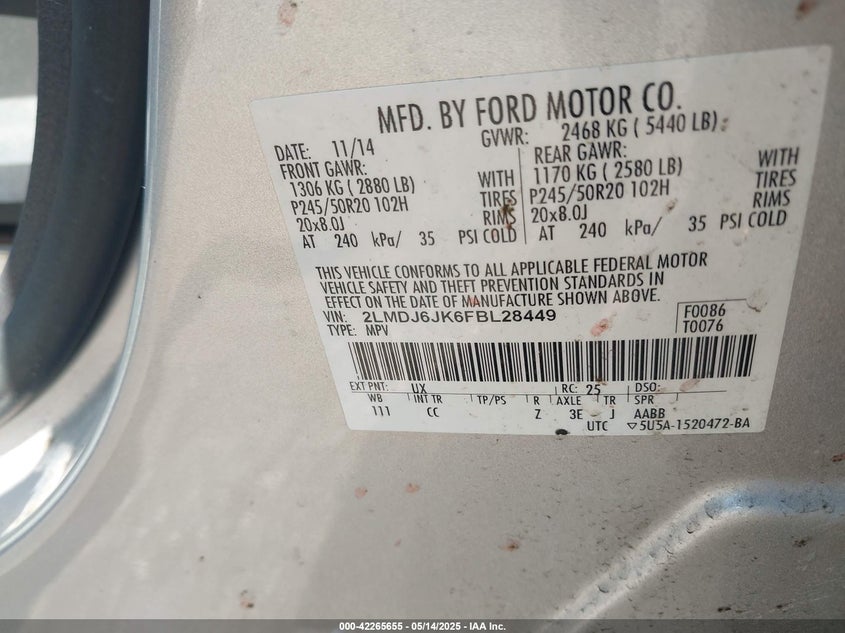 MFD. BY FORD MOTOR CO.
DATE: 11/14 GVWR: 2468 KG ( 5440 LB):
FRONT GAWR: REAR GAWR:
1306 KG ( 2880 LB) WITH 1170 KG ( 2580 LB) WITH
P245/50R20 102H TIRES P245/50R20 102H TIRES
20x8.0J RIMS 20x8.0J RIMS
AT 240 kPa/ 35 PSI COLD AT 240 kPa/ 35 PSI COLD
THIS VEHICLE CONFORMS TO ALL APPLICABLE FEDERAL MOTOR
VEHICLE SAFETY AND THEFT PREVENTION STANDARDS IN
EFFECT ON THE DATE OF MANUFACTURE SHOWN ABOVE.
VIN: 2LMDJ6JK6FBL28449 F0086
TYPE: MPV T0076
EXT PNT: UX RC: 25 DSO:
WB INT TR TP/PS R AXLE TR SPR
111 CC Z 3E J AABB
UTC ▽5U5A-1520472-BA
000-42265655 - 05/14/2025 - IAA Inc.